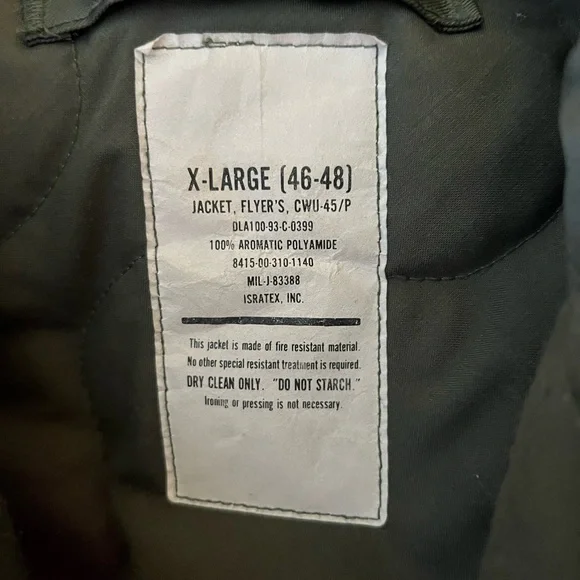 X-LARGE (46-48)
JACKET, FLYER'S, CWU-45/P
DLA100-93-C-0399
100% AROMATIC POLYAMIDE
8415-00-310-1140
MIL-J-83388
ISRATEX, INC.
This jacket is made of fire resistant material.
No other special resistant treatment is required.
DRY CLEAN ONLY. "DO NOT STARCH."
Ironing or pressing is not necessary.